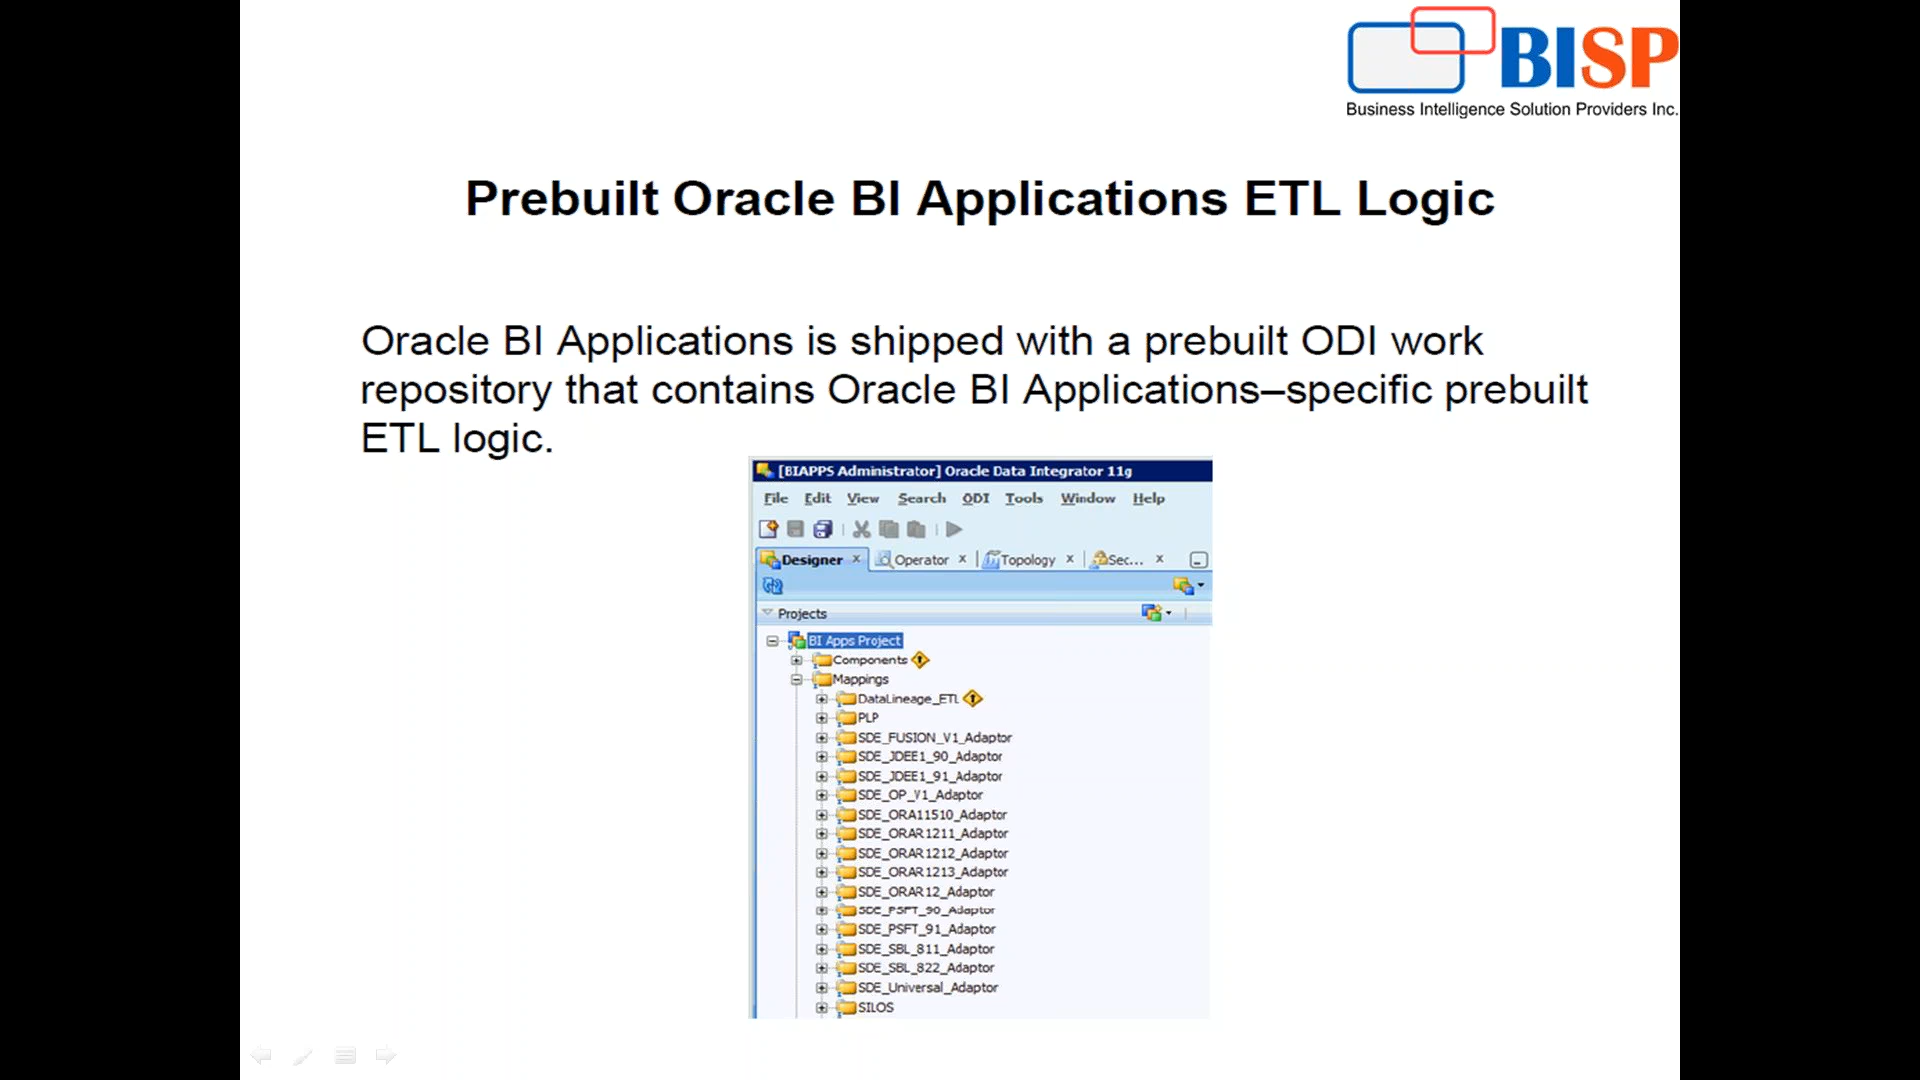 BISP
Business Intelligence Solution Providers Inc.
Prebuilt Oracle BI Applications ETL Logic
Oracle BI Applications is shipped with a prebuilt ODI work
repository that contains Oracle BI Applications–specific prebuilt
ETL logic.
[BIAPPS Administrator] Oracle Data Integrator 11g
File Edit View Search ODI Tools Window Help
Designer Operator Topology Sec...
Projects
BI Apps Project
Components
Mappings
DataLineage_ETL
PLP
SDE_FUSION_V1_Adaptor
SDE_JDEE1_90_Adaptor
SDE_JDEE1_91_Adaptor
SDE_OP_V1_Adaptor
SDE_ORA11510_Adaptor
SDE_ORAR1211_Adaptor
SDE_ORAR1212_Adaptor
SDE_ORAR1213_Adaptor
SDE_ORAR12_Adaptor
SDE_PSFT_90_Adaptor
SDE_PSFT_91_Adaptor
SDE_SBL_811_Adaptor
SDE_SBL_822_Adaptor
SDE_Universal_Adaptor
SILOS